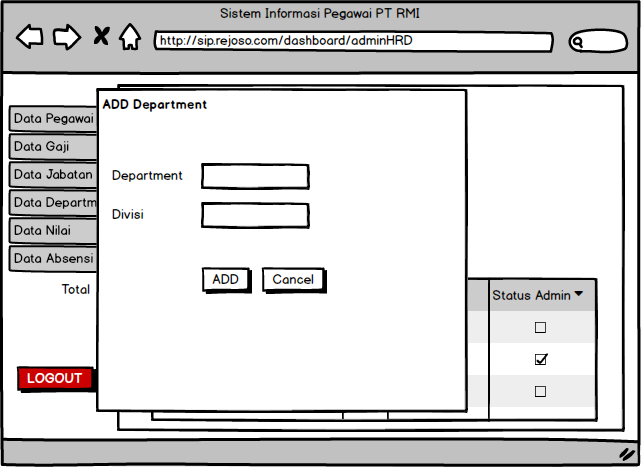 Sistem Informasi Pegawai PT RMI
http://sip.rejoso.com/dashboard/adminHRD
ADD Department
Data Pegawai
Data Gaji
Data Jabatan
Data Departm
Data Nilai
Data Absensi
Total
LOGOUT
Department
Divisi
ADD
Cancel
Status Admin